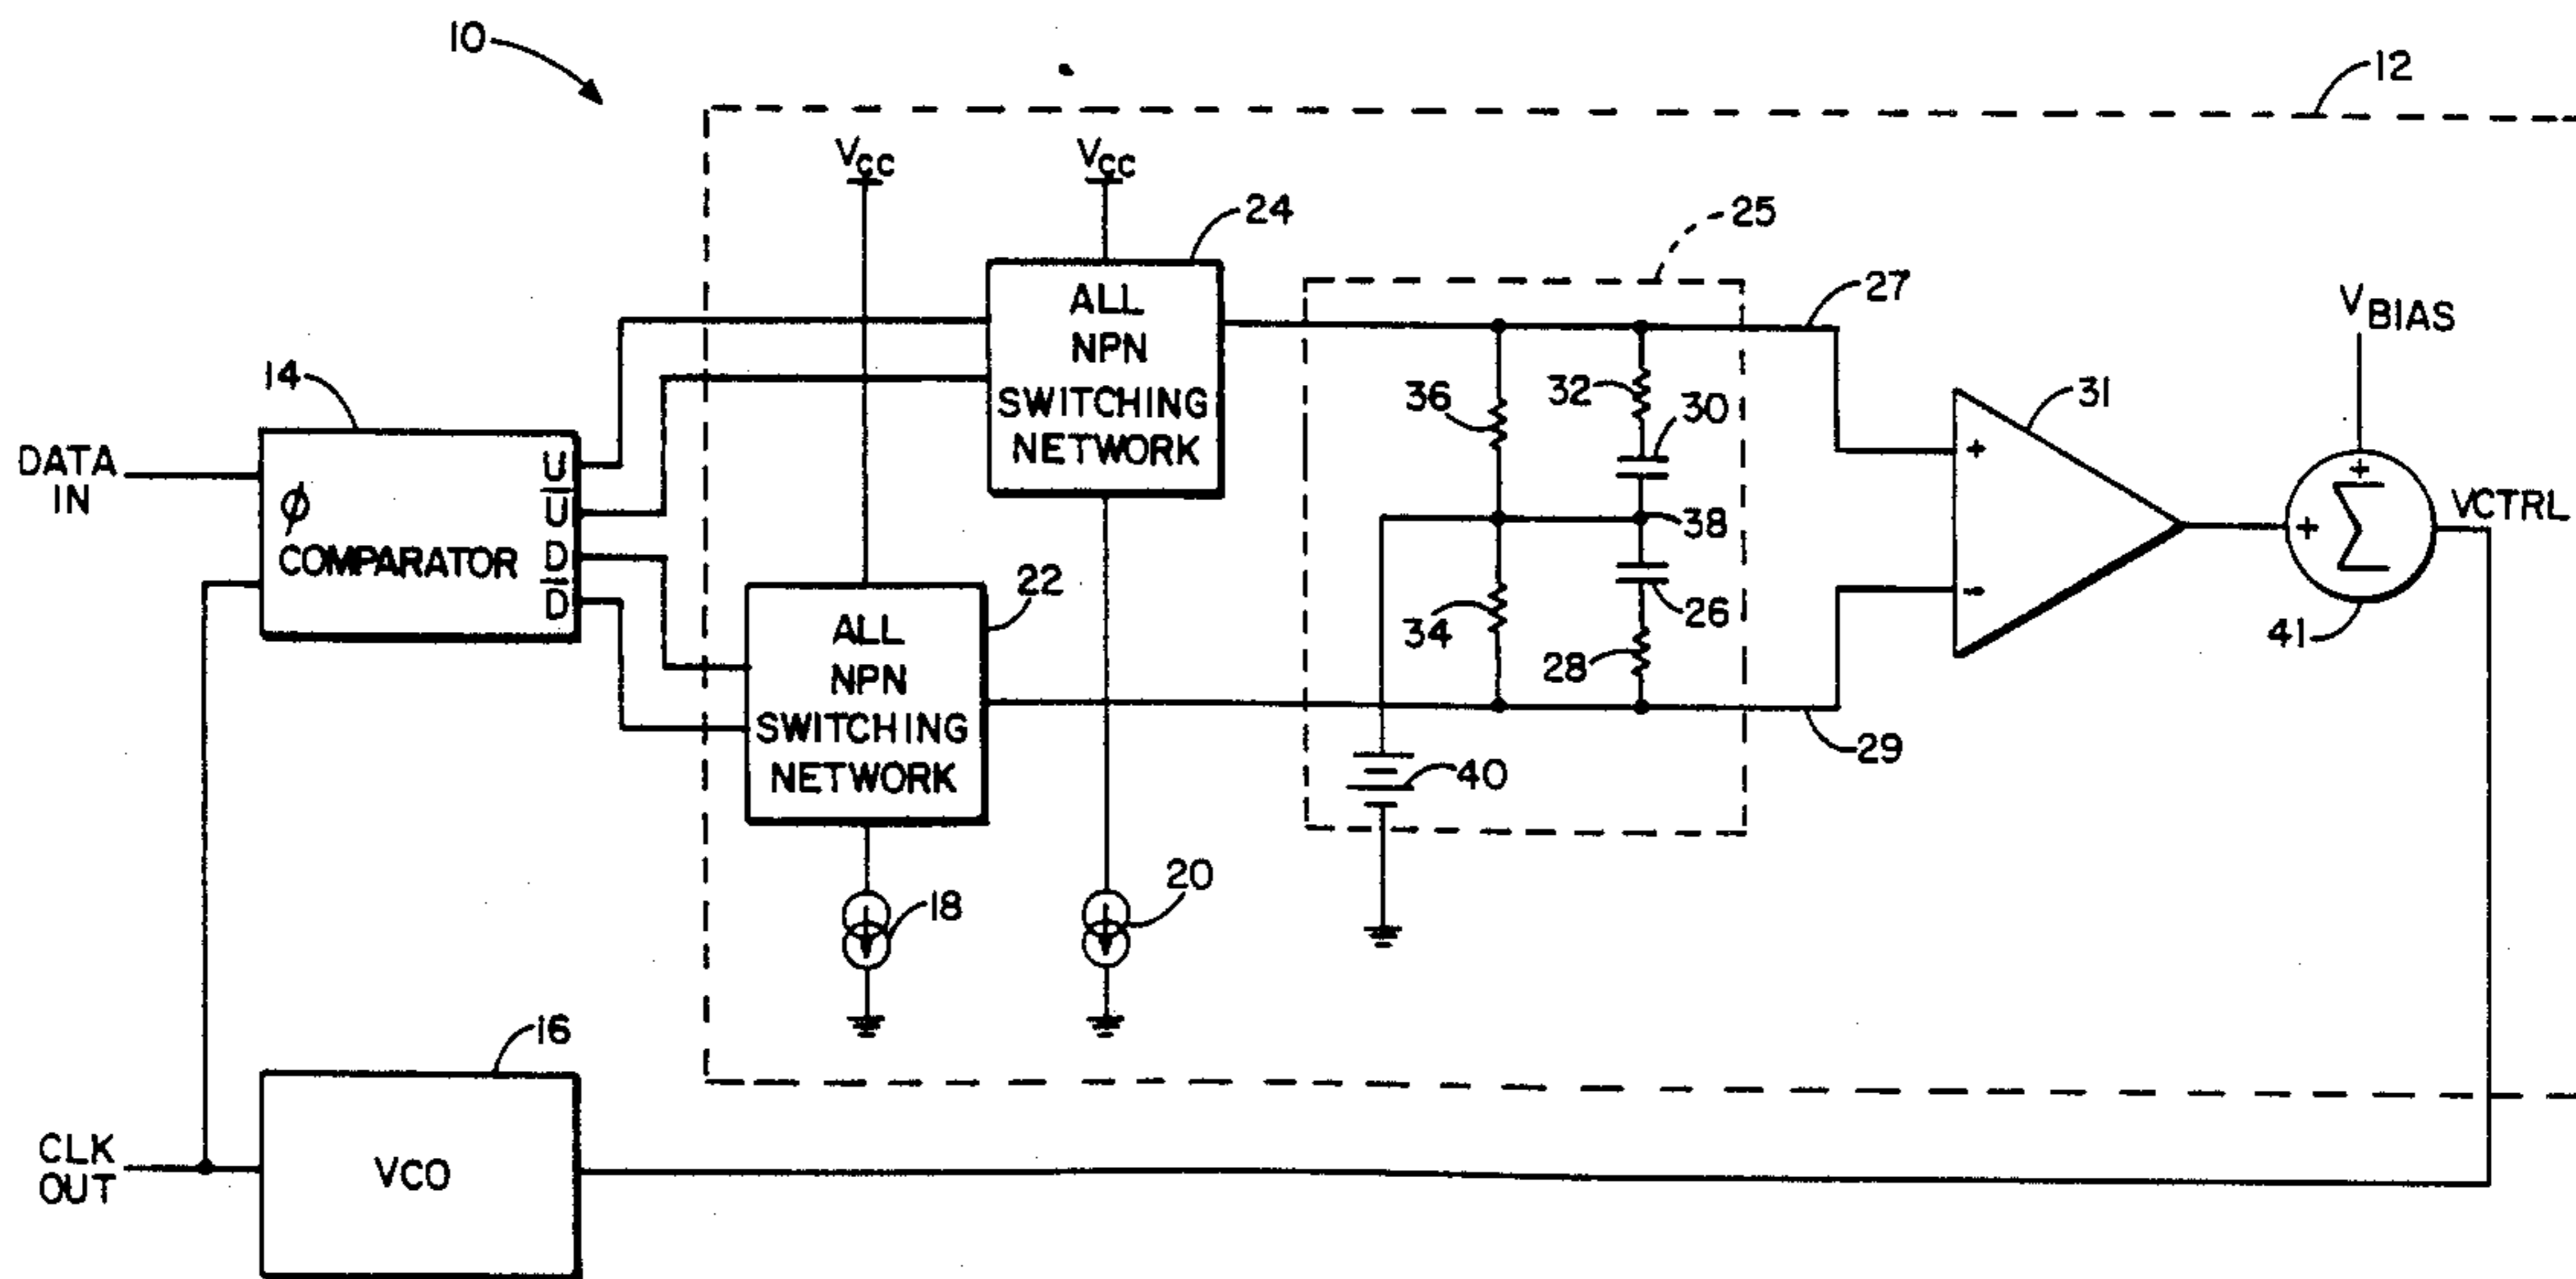 10
12
VCC
VCC
24
25
ALL
NPN
SWITCHING
NETWORK
27
VBIAS
14
36
32
30
31
DATA
IN
φ
COMPARATOR
U
U̅
D
D̅
38
+
-
+
+
Σ
VCTRL
22
ALL
NPN
SWITCHING
NETWORK
34
26
28
41
29
40
18
20
16
CLK
OUT
VCO